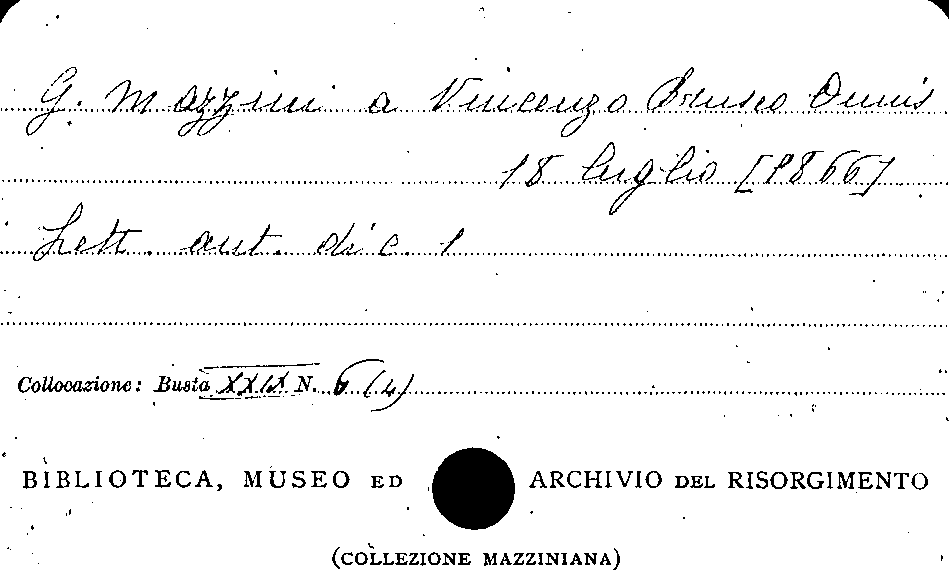 G. Mazzini a Vincenzo Brusco Onnis
18 luglio [1866]
Lett. aut. di c. 1
Collocazione: Busta XXIX N. 6 (4)
BIBLIOTECA, MUSEO ED ARCHIVIO DEL RISORGIMENTO
(COLLEZIONE MAZZINIANA)